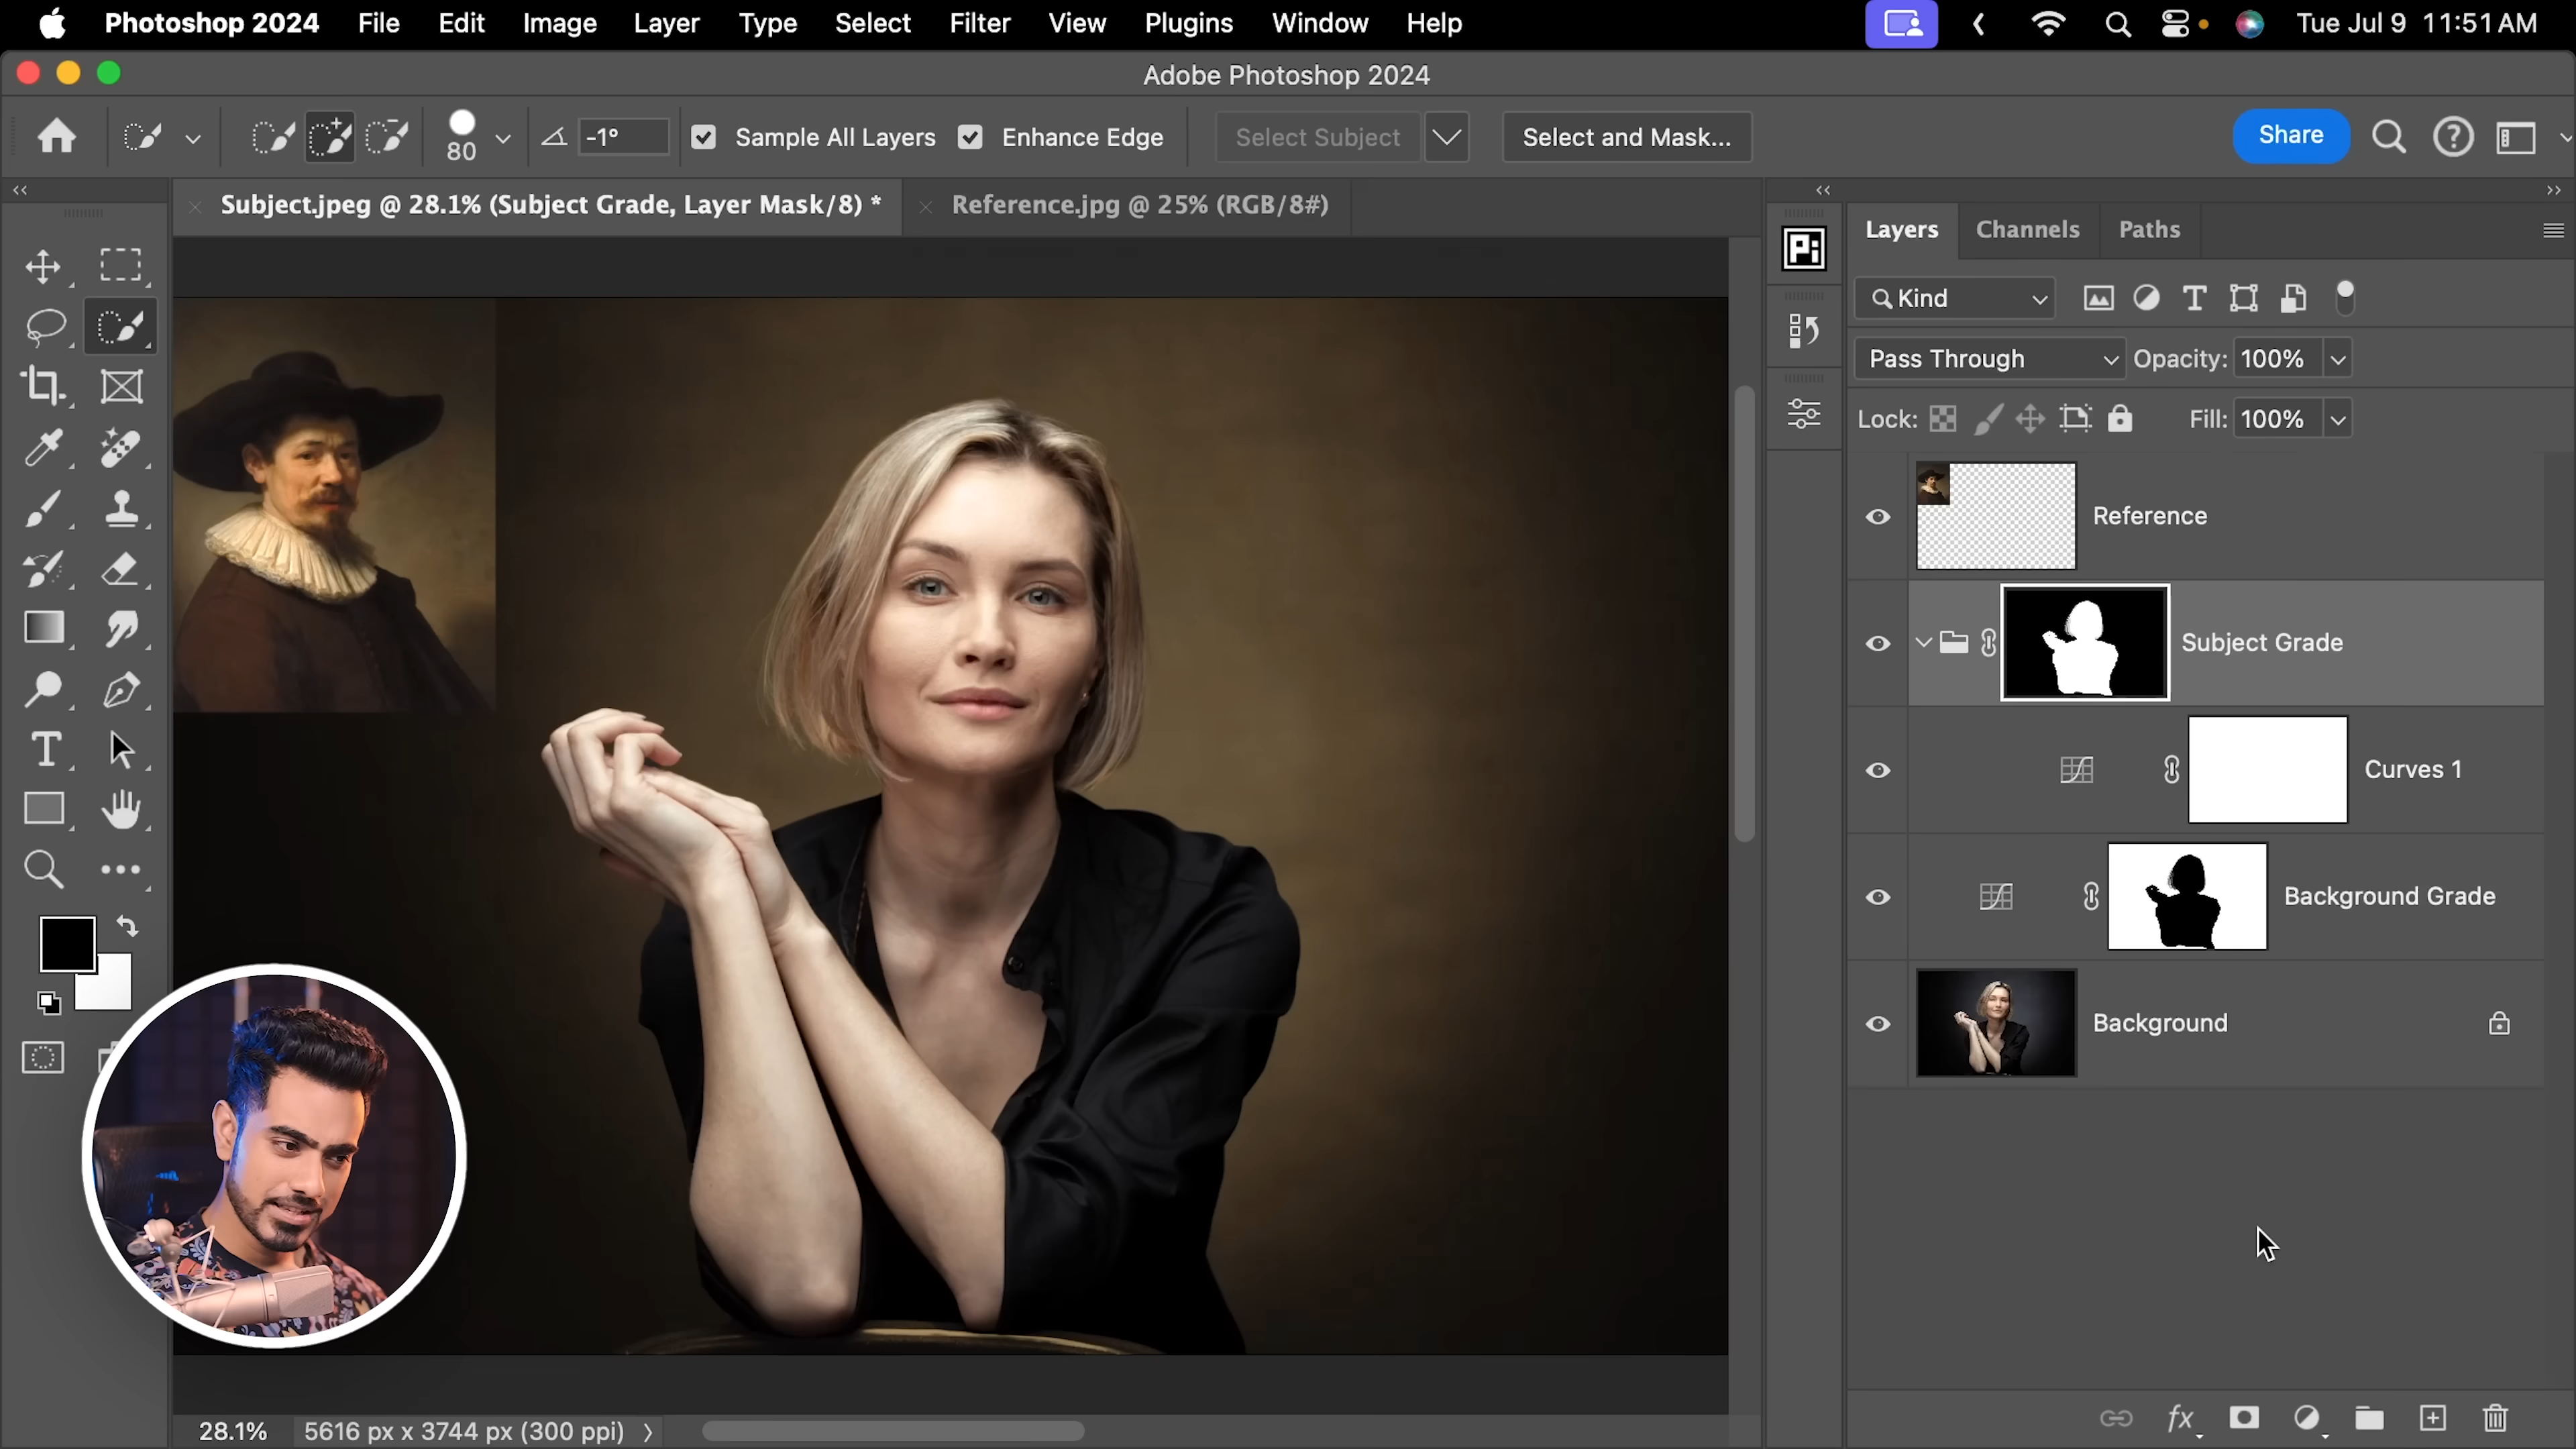 Photoshop 2024 File Edit Image Layer Type Select Filter View Plugins Window Help Tue Jul 9 11:51 AM
Adobe Photoshop 2024
80 -1° Sample All Layers Enhance Edge Select Subject Select and Mask... Share
Subject.jpeg @ 28.1% (Subject Grade, Layer Mask/8) * Reference.jpg @ 25% (RGB/8#)
Pi
Layers Channels Paths
Kind
Pass Through Opacity: 100%
Lock: Fill: 100%
Reference
Subject Grade
Curves 1
Background Grade
Background
28.1% 5616 px x 3744 px (300 ppi)
fx